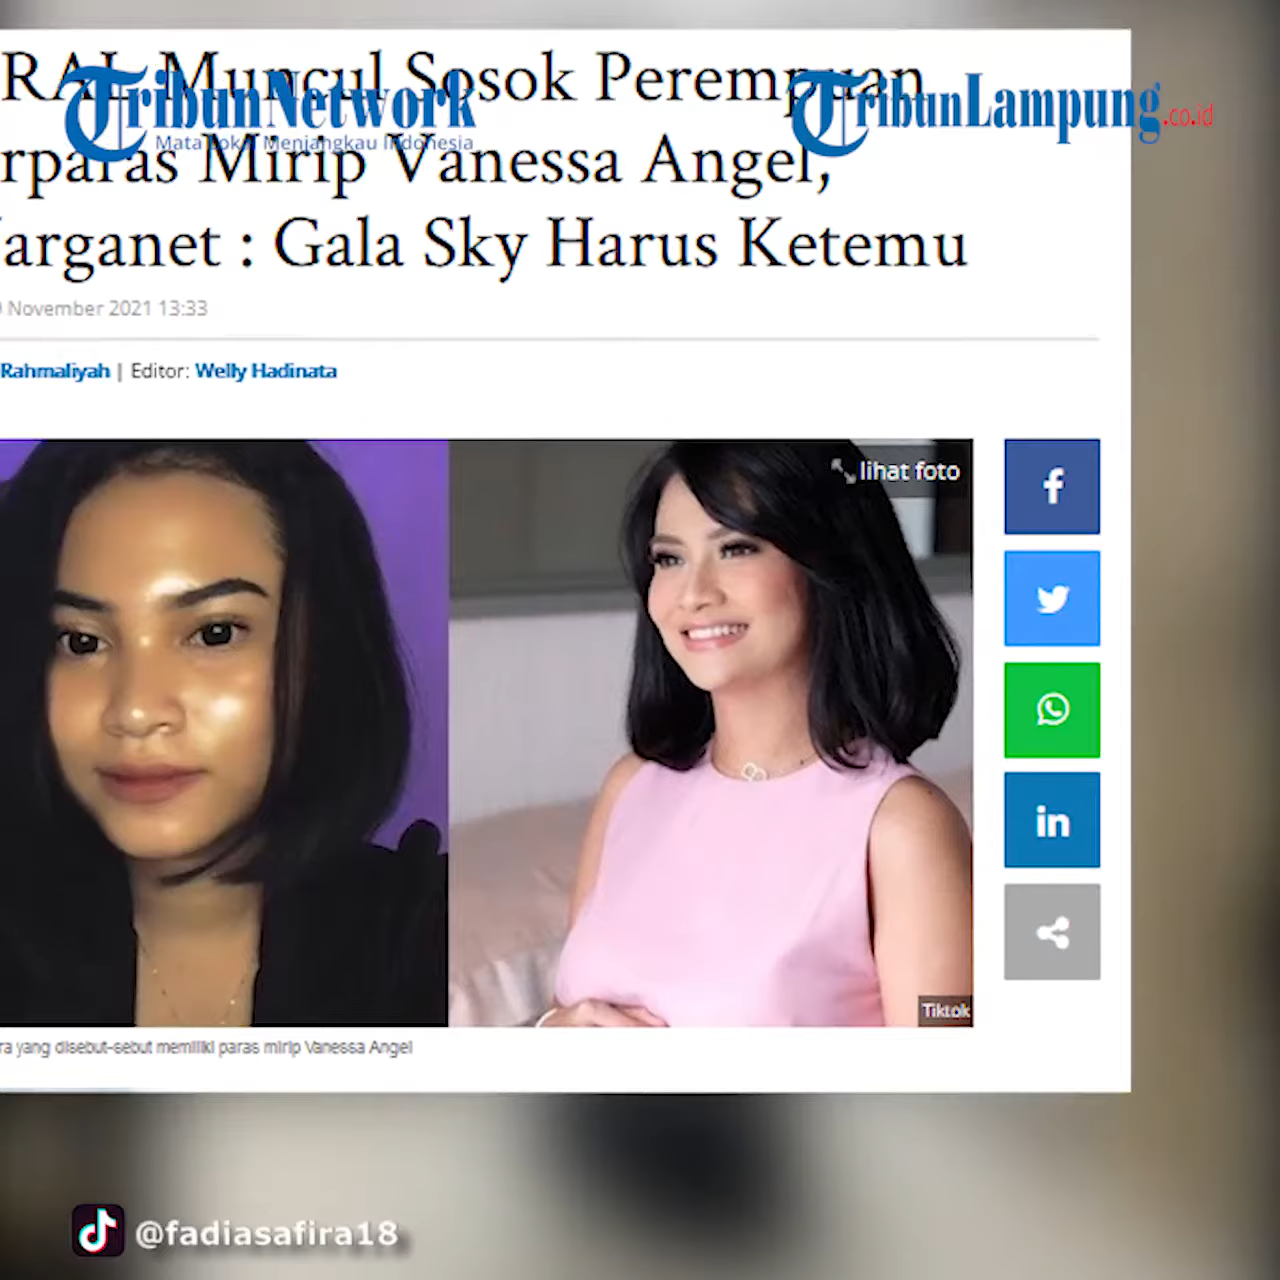 RAL Muncul Sosok Perempuan
TribunNetwork
Mata Lokal Menjangkau Indonesia
TribunLampung.co.id
rparas Mirip Vanessa Angel,
arganet : Gala Sky Harus Ketemu
November 2021 13:33
Rahmaliyah | Editor: Welly Hadinata
lihat foto
f
in
Tiktok
ra yang disebut-sebut memiliki paras mirip Vanessa Angel
@fadiasafira18